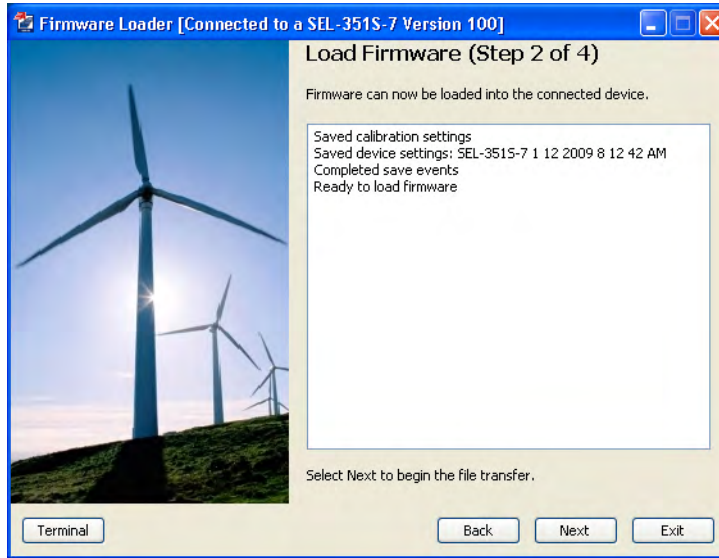 Firmware Loader [Connected to a SEL-351S-7 Version 100]
Load Firmware (Step 2 of 4)
Firmware can now be loaded into the connected device.
Saved calibration settings
Saved device settings: SEL-351S-7 1 12 2009 8 12 42 AM
Completed save events
Ready to load firmware
Select Next to begin the file transfer.
Terminal
Back
Next
Exit